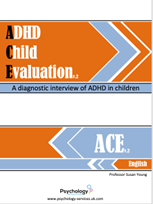 ADHD
Child
Evaluation v.2
A diagnostic interview of ADHD in children
ACE v.2
English
Professor Susan Young
Psychology
www.psychology-services.uk.com